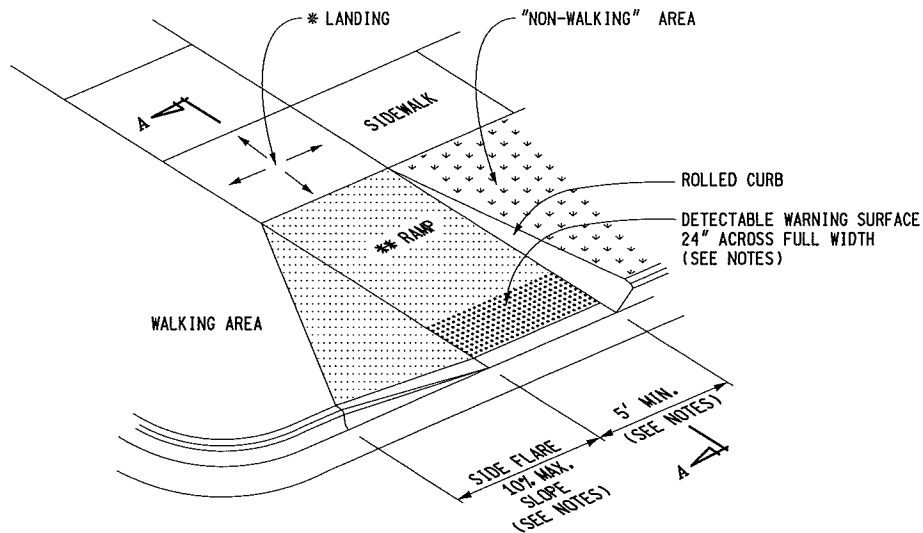 * LANDING
"NON-WALKING" AREA
A
SIDEWALK
ROLLED CURB
DETECTABLE WARNING SURFACE
24" ACROSS FULL WIDTH
(SEE NOTES)
** RAMP
WALKING AREA
5' MIN.
(SEE NOTES)
SIDE FLARE
10% MAX.
SLOPE
(SEE NOTES)
A